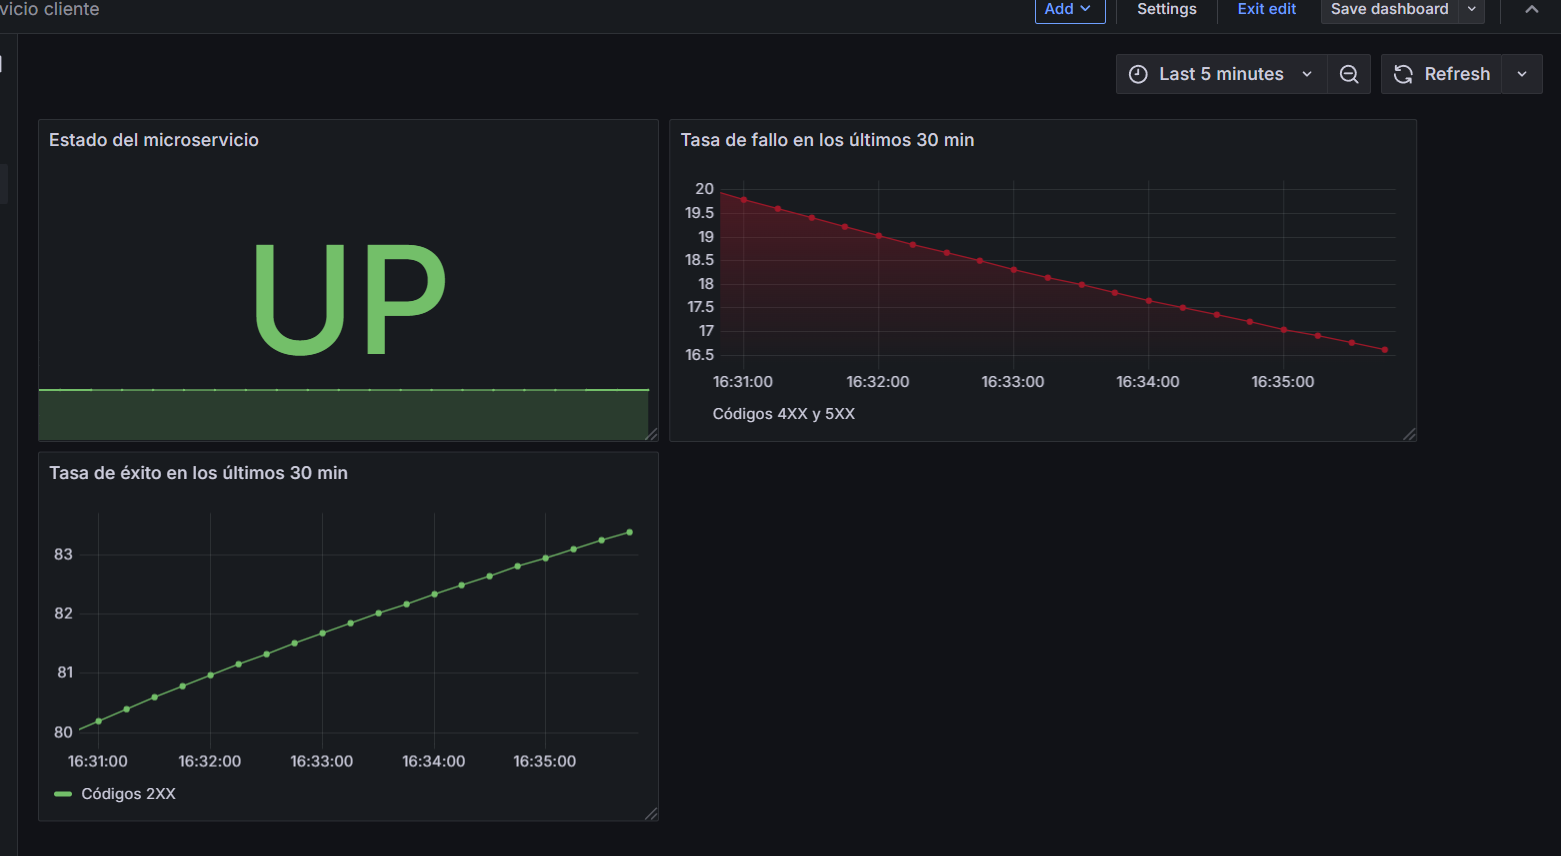 vicio cliente
Add
Settings
Exit edit
Save dashboard
Last 5 minutes
Refresh
Estado del microservicio
UP
Tasa de fallo en los últimos 30 min
20
19.5
19
18.5
18
17.5
17
16.5
16:31:00 16:32:00 16:33:00 16:34:00 16:35:00
Códigos 4XX y 5XX
Tasa de éxito en los últimos 30 min
83
82
81
80
16:31:00 16:32:00 16:33:00 16:34:00 16:35:00
Códigos 2XX